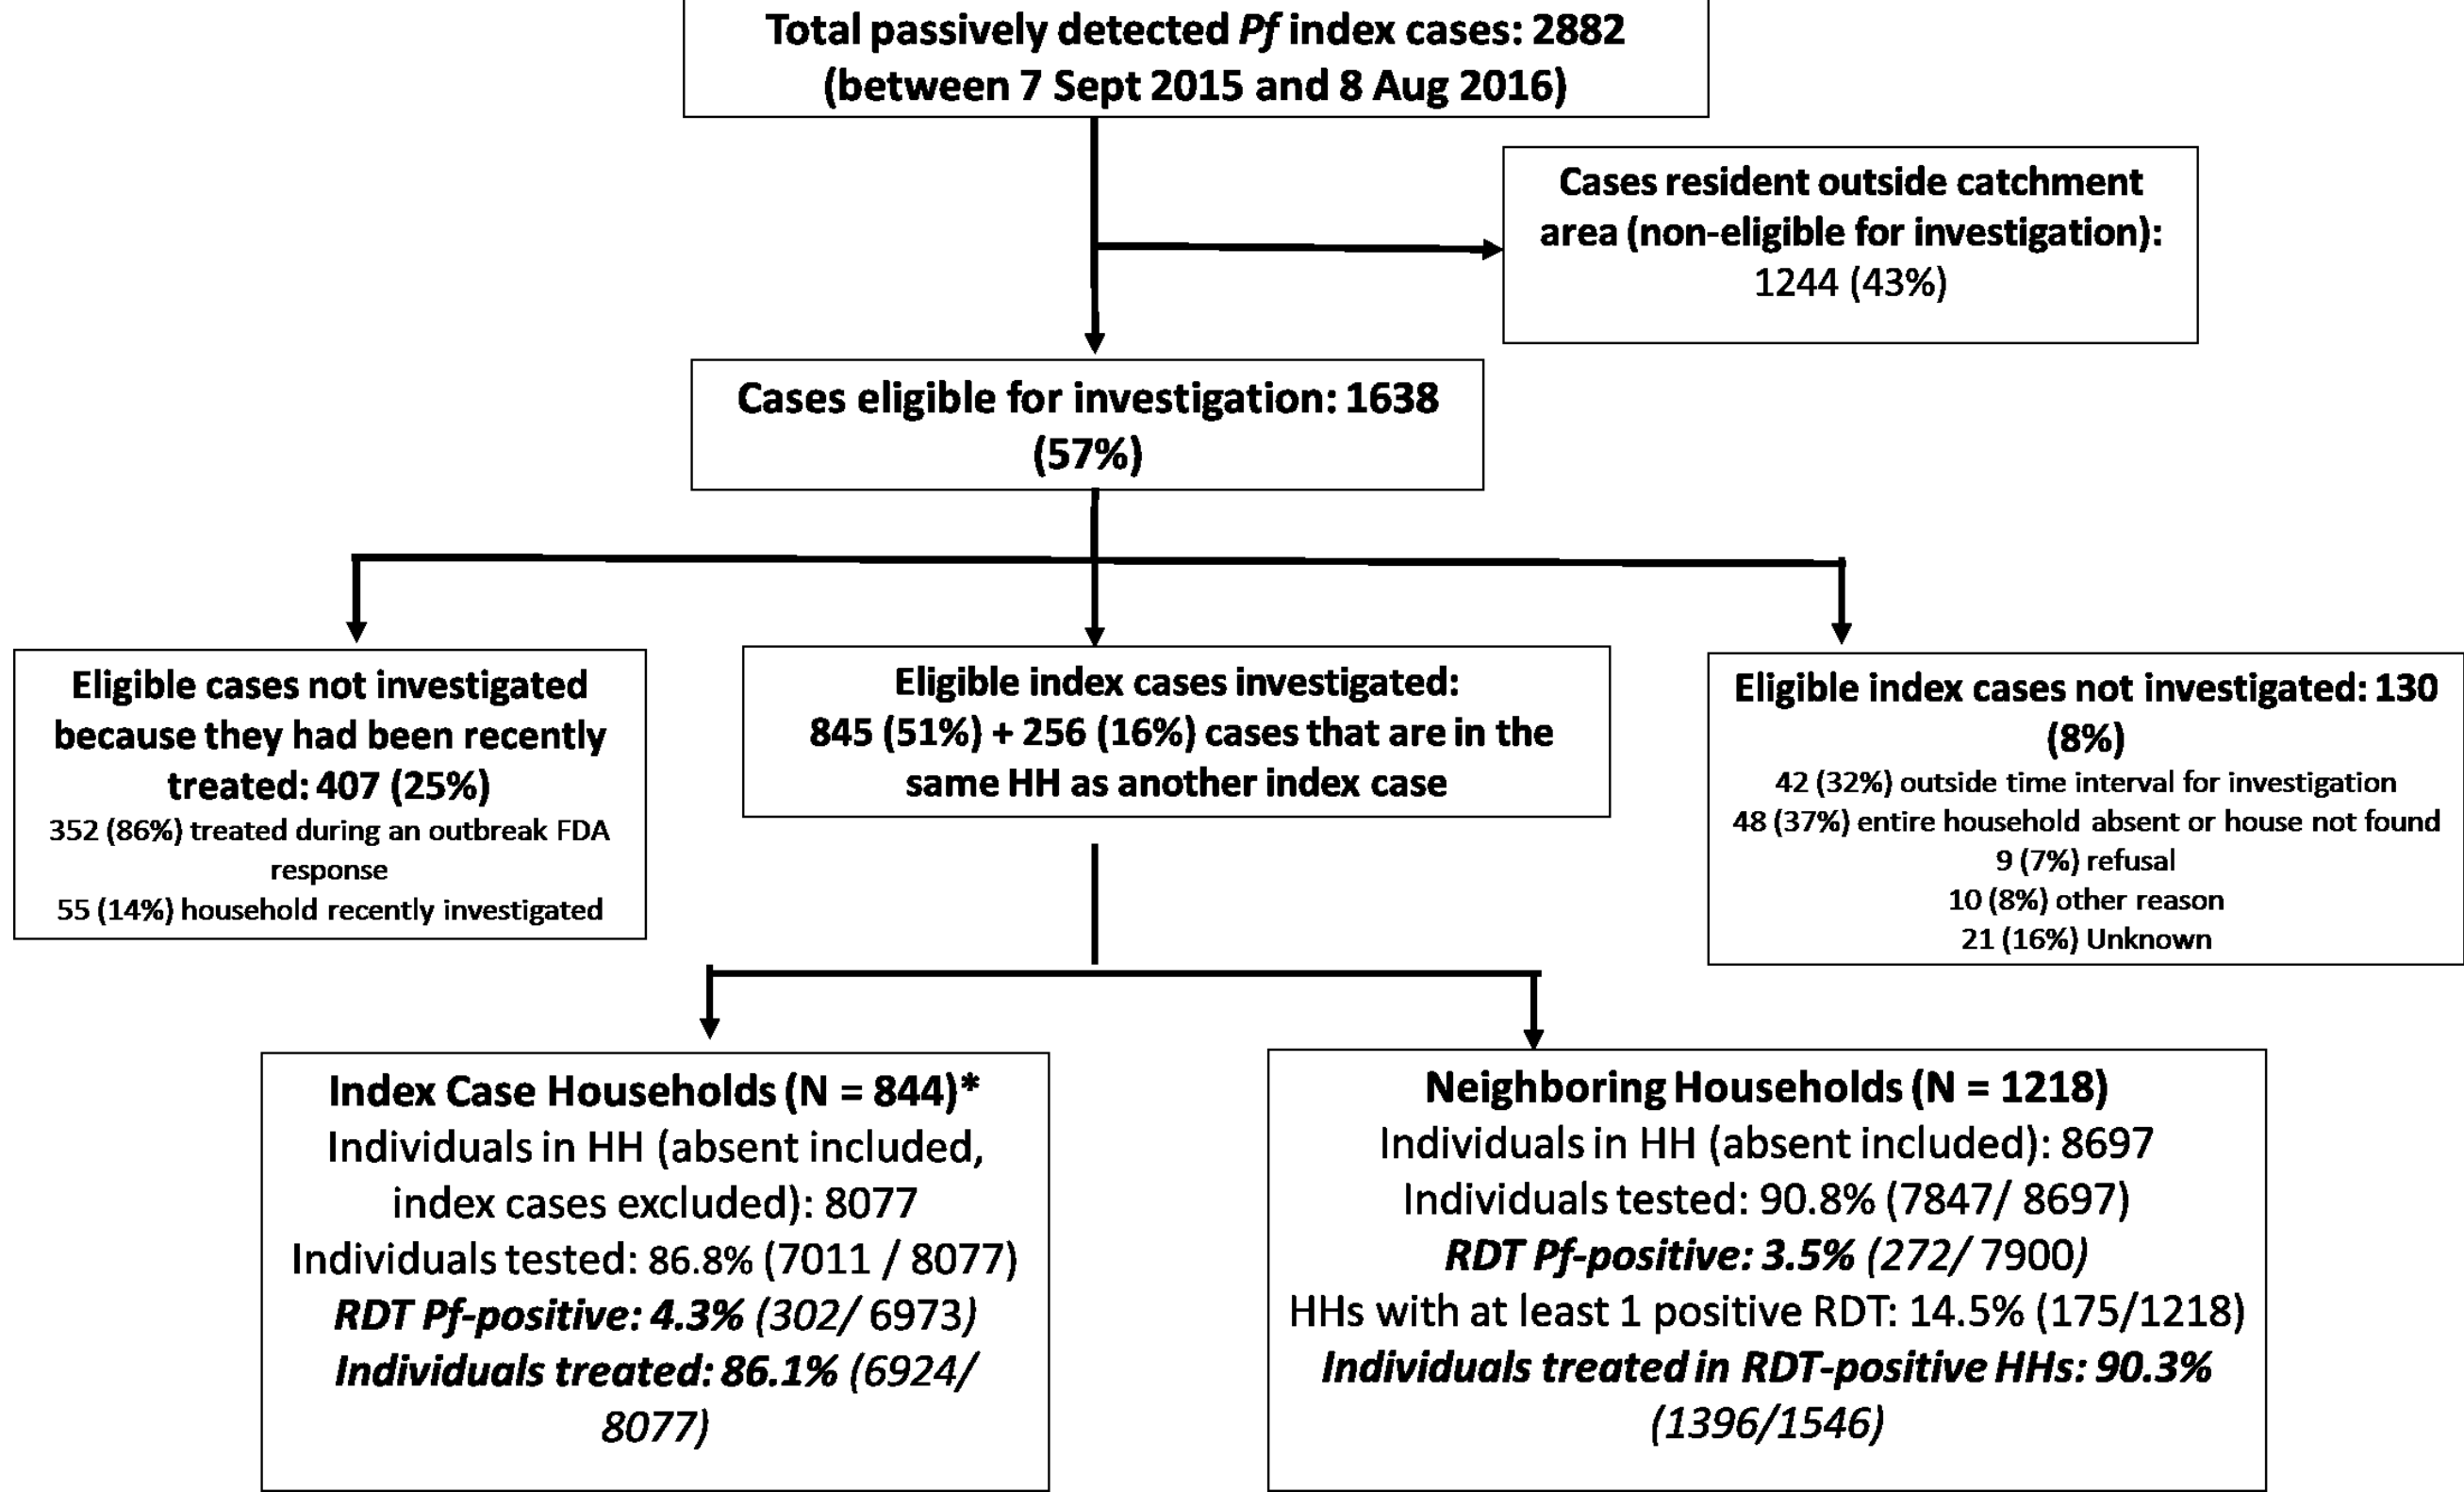 Total passively detected Pf index cases: 2882
(between 7 Sept 2015 and 8 Aug 2016)
Cases resident outside catchment
area (non-eligible for investigation):
1244 (43%)
Cases eligible for investigation: 1638
(57%)
Eligible cases not investigated
because they had been recently
treated: 407 (25%)
352 (86%) treated during an outbreak FDA
response
55 (14%) household recently investigated
Eligible index cases investigated:
845 (51%) + 256 (16%) cases that are in the
same HH as another index case
Eligible index cases not investigated: 130
(8%)
42 (32%) outside time interval for investigation
48 (37%) entire household absent or house not found
9 (7%) refusal
10 (8%) other reason
21 (16%) Unknown
Index Case Households (N = 844)*
Individuals in HH (absent included,
index cases excluded): 8077
Individuals tested: 86.8% (7011 / 8077)
RDT Pf-positive: 4.3% (302/ 6973)
Individuals treated: 86.1% (6924/
8077)
Neighboring Households (N = 1218)
Individuals in HH (absent included): 8697
Individuals tested: 90.8% (7847/ 8697)
RDT Pf-positive: 3.5% (272/ 7900)
HHs with at least 1 positive RDT: 14.5% (175/1218)
Individuals treated in RDT-positive HHs: 90.3%
(1396/1546)